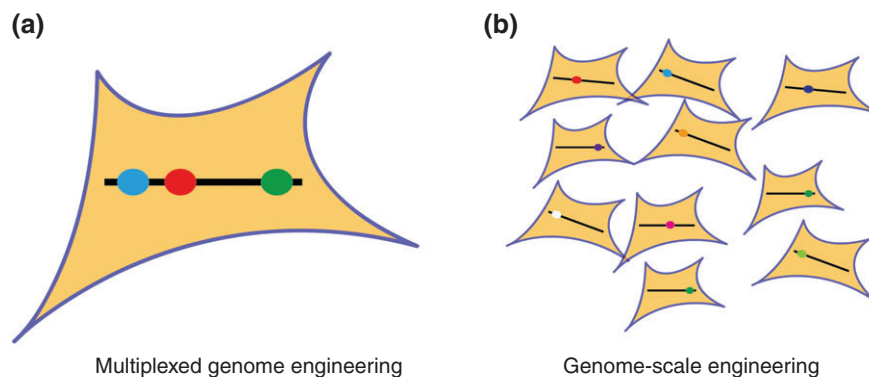 (a)
(b)
Multiplexed genome engineering
Genome-scale engineering